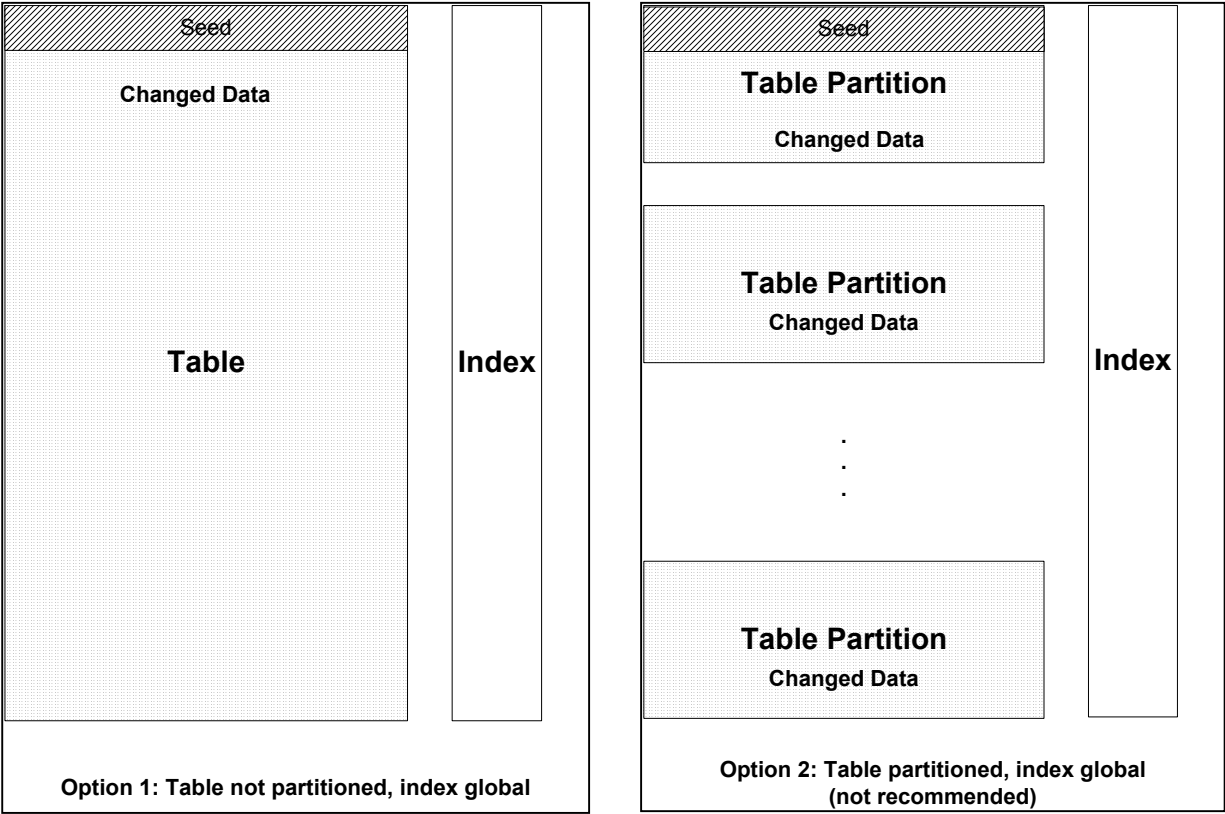 Seed
Changed Data
Table
Index
Option 1: Table not partitioned, index global
Seed
Table Partition
Changed Data
Table Partition
Changed Data
.
.
.
Table Partition
Changed Data
Index
Option 2: Table partitioned, index global
(not recommended)